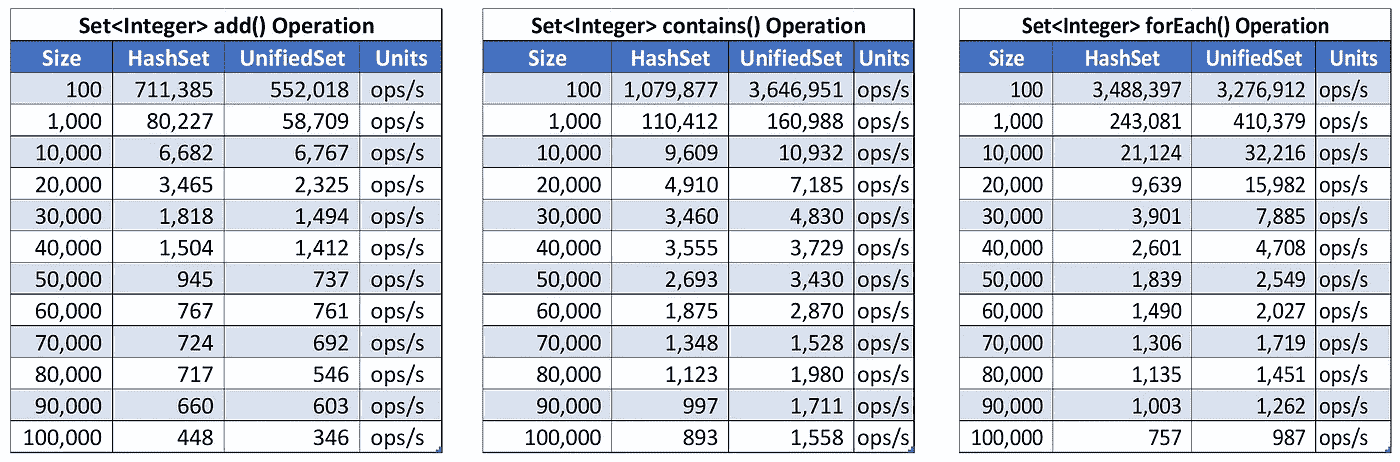 Set<Integer> add() Operation
Size HashSet UnifiedSet Units
100 711,385 552,018 ops/s
1,000 80,227 58,709 ops/s
10,000 6,682 6,767 ops/s
20,000 3,465 2,325 ops/s
30,000 1,818 1,494 ops/s
40,000 1,504 1,412 ops/s
50,000 945 737 ops/s
60,000 767 761 ops/s
70,000 724 692 ops/s
80,000 717 546 ops/s
90,000 660 603 ops/s
100,000 448 346 ops/s
Set<Integer> contains() Operation
Size HashSet UnifiedSet Units
100 1,079,877 3,646,951 ops/s
1,000 110,412 160,988 ops/s
10,000 9,609 10,932 ops/s
20,000 4,910 7,185 ops/s
30,000 3,460 4,830 ops/s
40,000 3,555 3,729 ops/s
50,000 2,693 3,430 ops/s
60,000 1,875 2,870 ops/s
70,000 1,348 1,528 ops/s
80,000 1,123 1,980 ops/s
90,000 997 1,711 ops/s
100,000 893 1,558 ops/s
Set<Integer> forEach() Operation
Size HashSet UnifiedSet Units
100 3,488,397 3,276,912 ops/s
1,000 243,081 410,379 ops/s
10,000 21,124 32,216 ops/s
20,000 9,639 15,982 ops/s
30,000 3,901 7,885 ops/s
40,000 2,601 4,708 ops/s
50,000 1,839 2,549 ops/s
60,000 1,490 2,027 ops/s
70,000 1,306 1,719 ops/s
80,000 1,135 1,451 ops/s
90,000 1,003 1,262 ops/s
100,000 757 987 ops/s